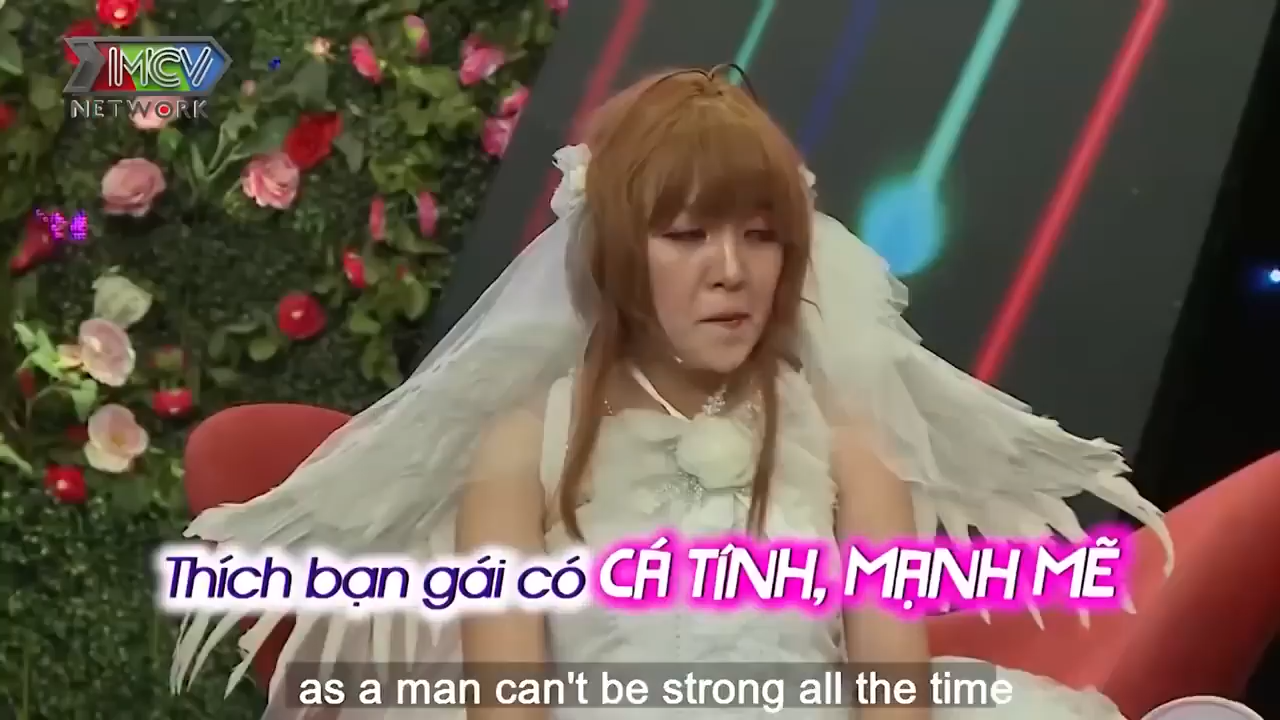 MCV
NETWORK
Thích bạn gái có CÁ TÍNH, MẠNH MẼ
as a man can't be strong all the time